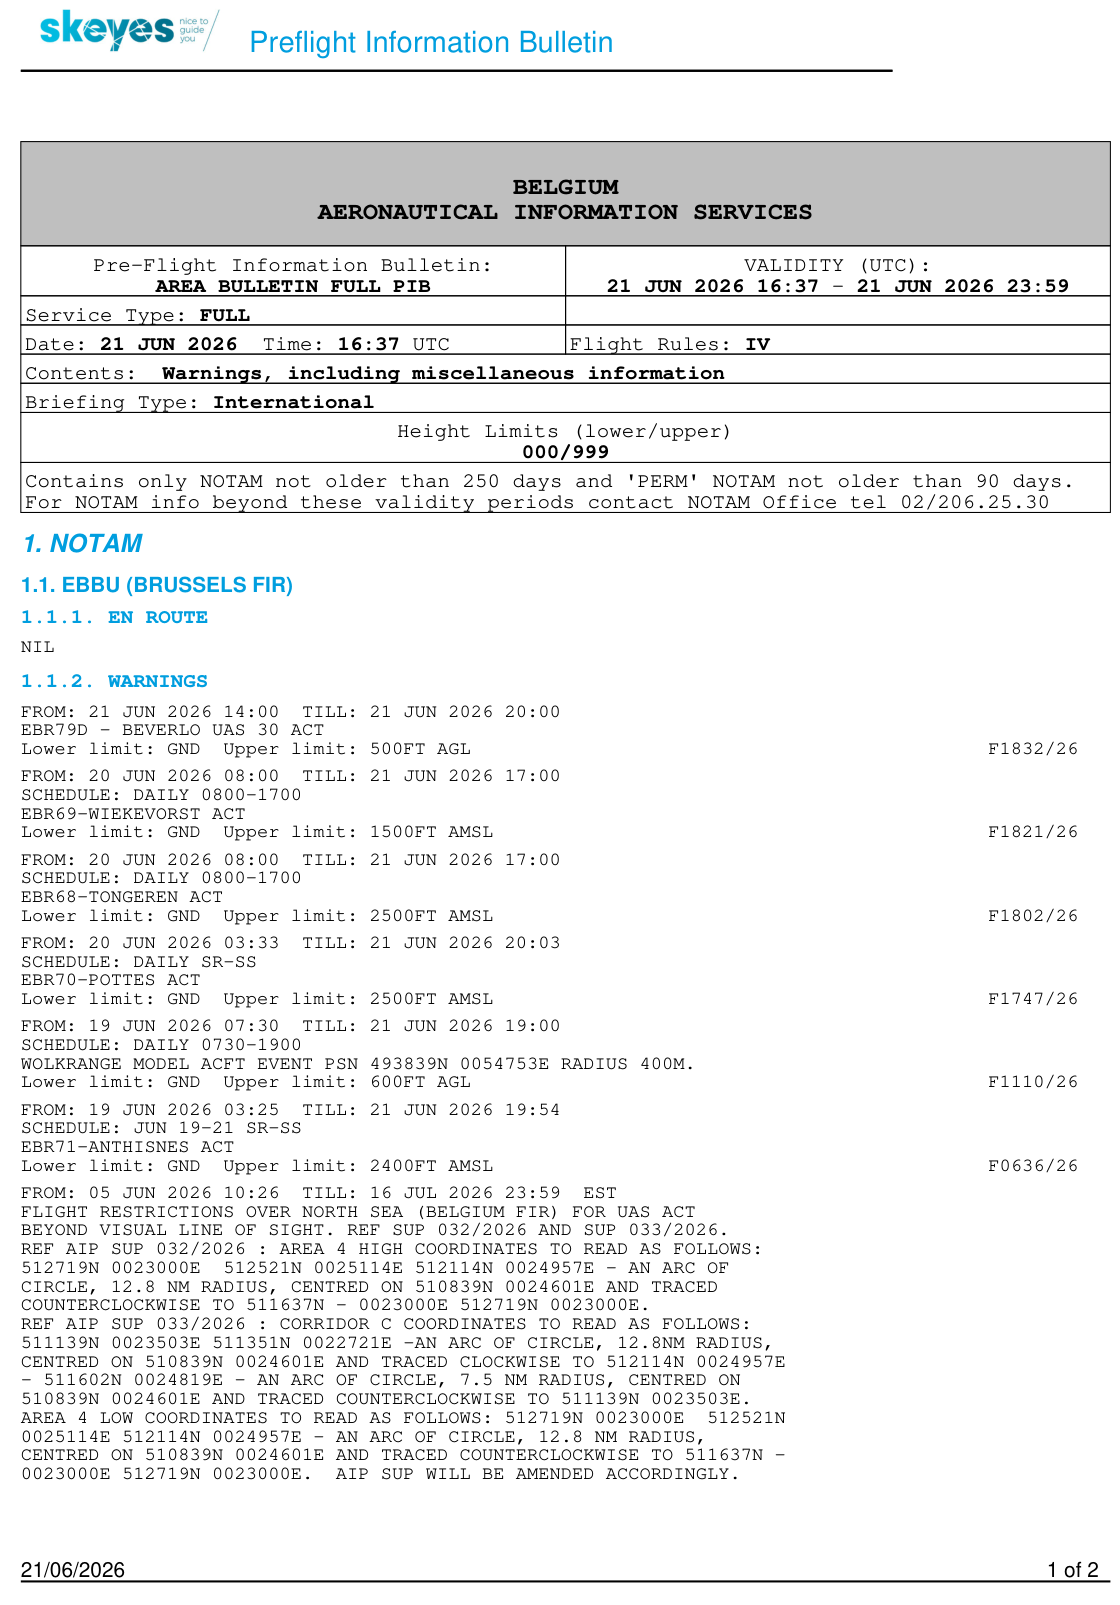 skeyes nice to guide you
Preflight Information Bulletin
BELGIUM
AERONAUTICAL INFORMATION SERVICES
Pre-Flight Information Bulletin:
AREA BULLETIN FULL PIB
VALIDITY (UTC):
21 JUN 2026 16:37 - 21 JUN 2026 23:59
Service Type: FULL
Date: 21 JUN 2026  Time: 16:37 UTC
Flight Rules: IV
Contents:  Warnings, including miscellaneous information
Briefing Type: International
Height Limits (lower/upper)
000/999
Contains only NOTAM not older than 250 days and 'PERM' NOTAM not older than 90 days.
For NOTAM info beyond these validity periods contact NOTAM Office tel 02/206.25.30
1. NOTAM
1.1. EBBU (BRUSSELS FIR)
1.1.1. EN ROUTE
NIL
1.1.2. WARNINGS
FROM: 21 JUN 2026 14:00  TILL: 21 JUN 2026 20:00
EBR79D - BEVERLO UAS 30 ACT
Lower limit: GND  Upper limit: 500FT AGL F1832/26
FROM: 20 JUN 2026 08:00  TILL: 21 JUN 2026 17:00
SCHEDULE: DAILY 0800-1700
EBR69-WIEKEVORST ACT
Lower limit: GND  Upper limit: 1500FT AMSL F1821/26
FROM: 20 JUN 2026 08:00  TILL: 21 JUN 2026 17:00
SCHEDULE: DAILY 0800-1700
EBR68-TONGEREN ACT
Lower limit: GND  Upper limit: 2500FT AMSL F1802/26
FROM: 20 JUN 2026 03:33  TILL: 21 JUN 2026 20:03
SCHEDULE: DAILY SR-SS
EBR70-POTTES ACT
Lower limit: GND  Upper limit: 2500FT AMSL F1747/26
FROM: 19 JUN 2026 07:30  TILL: 21 JUN 2026 19:00
SCHEDULE: DAILY 0730-1900
WOLKRANGE MODEL ACFT EVENT PSN 493839N 0054753E RADIUS 400M.
Lower limit: GND  Upper limit: 600FT AGL F1110/26
FROM: 19 JUN 2026 03:25  TILL: 21 JUN 2026 19:54
SCHEDULE: JUN 19-21 SR-SS
EBR71-ANTHISNES ACT
Lower limit: GND  Upper limit: 2400FT AMSL F0636/26
FROM: 05 JUN 2026 10:26  TILL: 16 JUL 2026 23:59  EST
FLIGHT RESTRICTIONS OVER NORTH SEA (BELGIUM FIR) FOR UAS ACT
BEYOND VISUAL LINE OF SIGHT. REF SUP 032/2026 AND SUP 033/2026.
REF AIP SUP 032/2026 : AREA 4 HIGH COORDINATES TO READ AS FOLLOWS:
512719N 0023000E  512521N 0025114E 512114N 0024957E - AN ARC OF
CIRCLE, 12.8 NM RADIUS, CENTRED ON 510839N 0024601E AND TRACED
COUNTERCLOCKWISE TO 511637N - 0023000E 512719N 0023000E.
REF AIP SUP 033/2026 : CORRIDOR C COORDINATES TO READ AS FOLLOWS:
511139N 0023503E 511351N 0022721E -AN ARC OF CIRCLE, 12.8NM RADIUS,
CENTRED ON 510839N 0024601E AND TRACED CLOCKWISE TO 512114N 0024957E
- 511602N 0024819E - AN ARC OF CIRCLE, 7.5 NM RADIUS, CENTRED ON
510839N 0024601E AND TRACED COUNTERCLOCKWISE TO 511139N 0023503E.
AREA 4 LOW COORDINATES TO READ AS FOLLOWS: 512719N 0023000E  512521N
0025114E 512114N 0024957E - AN ARC OF CIRCLE, 12.8 NM RADIUS,
CENTRED ON 510839N 0024601E AND TRACED COUNTERCLOCKWISE TO 511637N -
0023000E 512719N 0023000E.  AIP SUP WILL BE AMENDED ACCORDINGLY.
21/06/2026 1 of 2